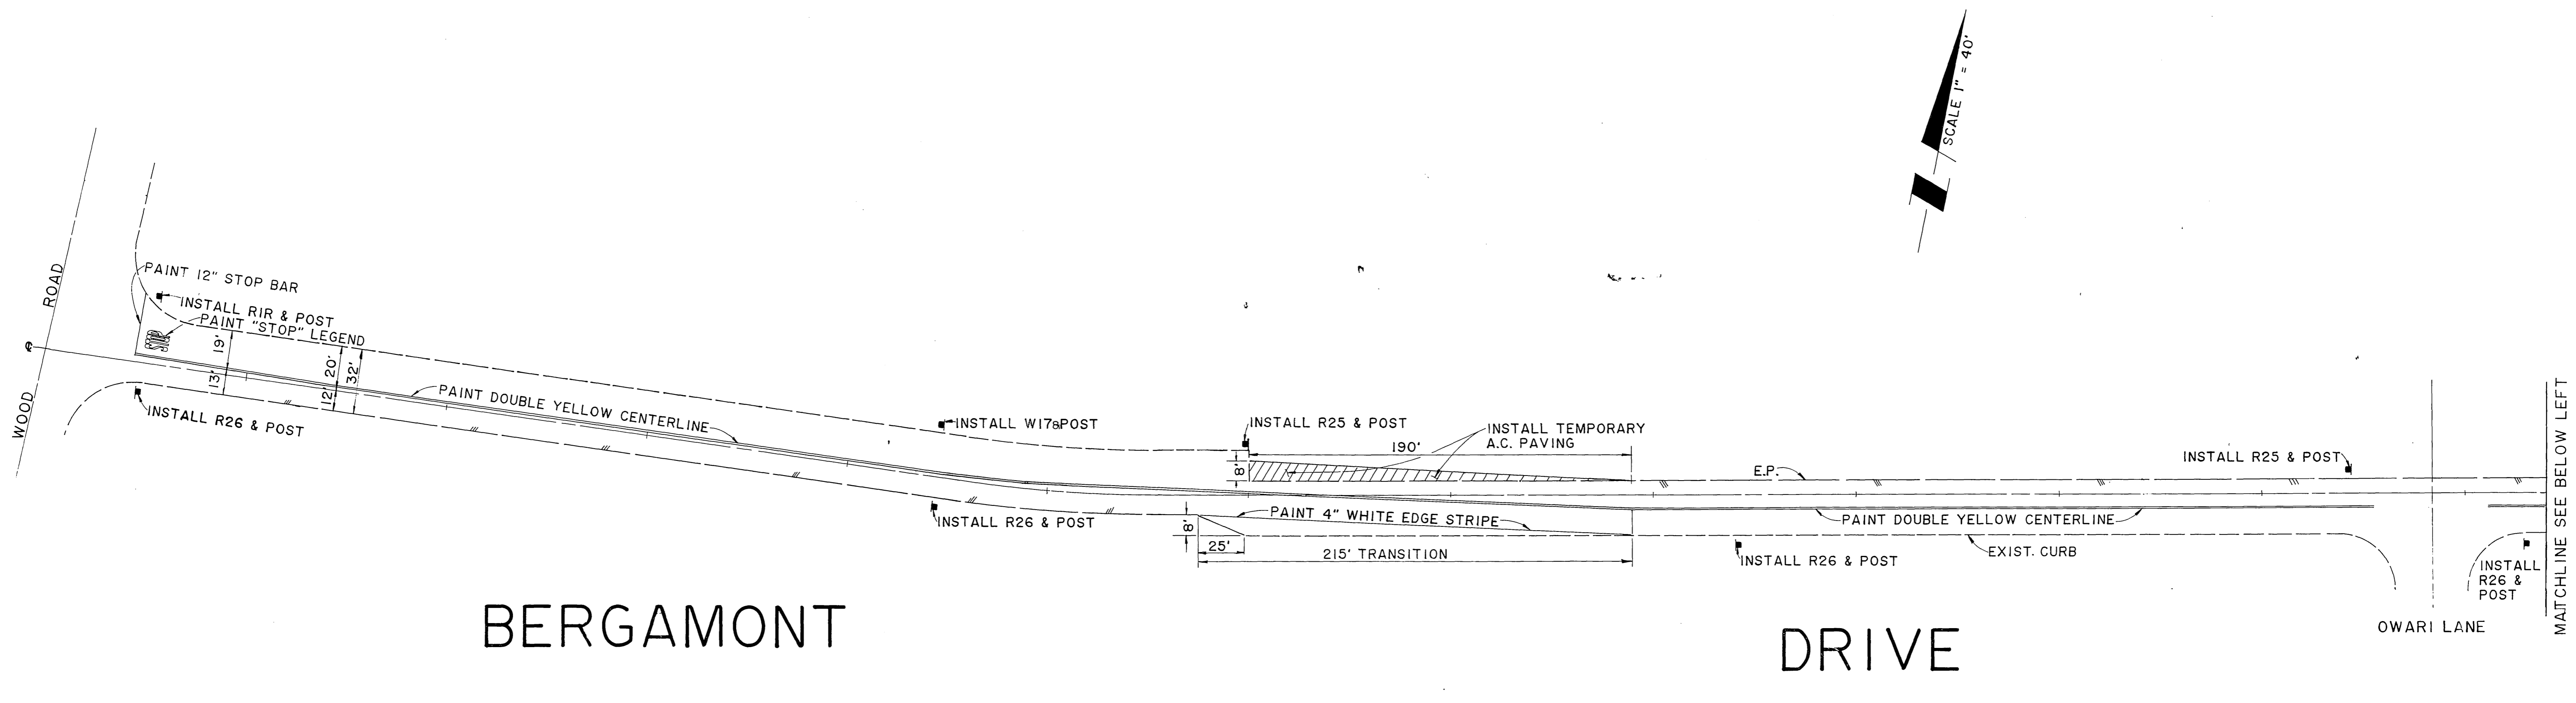 SCALE 1" = 40'
WOOD ROAD
PAINT 12" STOP BAR
INSTALL R1R & POST
PAINT "STOP" LEGEND
STOP
19'
13'
20'
12'
32'
INSTALL R26 & POST
PAINT DOUBLE YELLOW CENTERLINE
INSTALL W17 & POST
INSTALL R26 & POST
INSTALL R25 & POST
190'
8'
INSTALL TEMPORARY
A.C. PAVING
PAINT 4" WHITE EDGE STRIPE
8'
25'
215' TRANSITION
E.P.
INSTALL R25 & POST
PAINT DOUBLE YELLOW CENTERLINE
INSTALL R26 & POST
EXIST. CURB
INSTALL
R26 &
POST
OWARI LANE
MATCHLINE SEE BELOW LEFT
BERGAMONT DRIVE